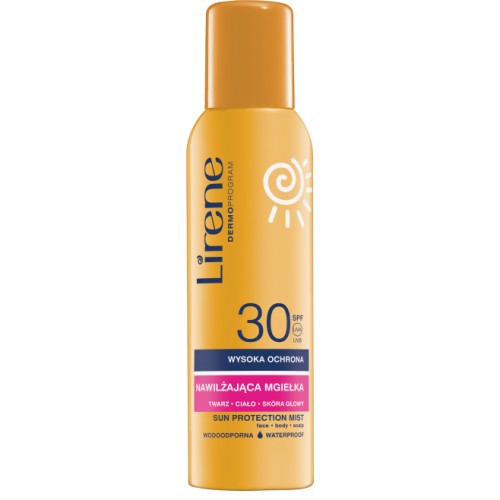 Lirene
DERMOPROGRAM
30 SPF
UVA
UVB
WYSOKA OCHRONA
NAWILŻAJĄCA MGIEŁKA
TWARZ • CIAŁO • SKÓRA GŁOWY
SUN PROTECTION MIST
face • body • scalp
WODOODPORNA WATERPROOF